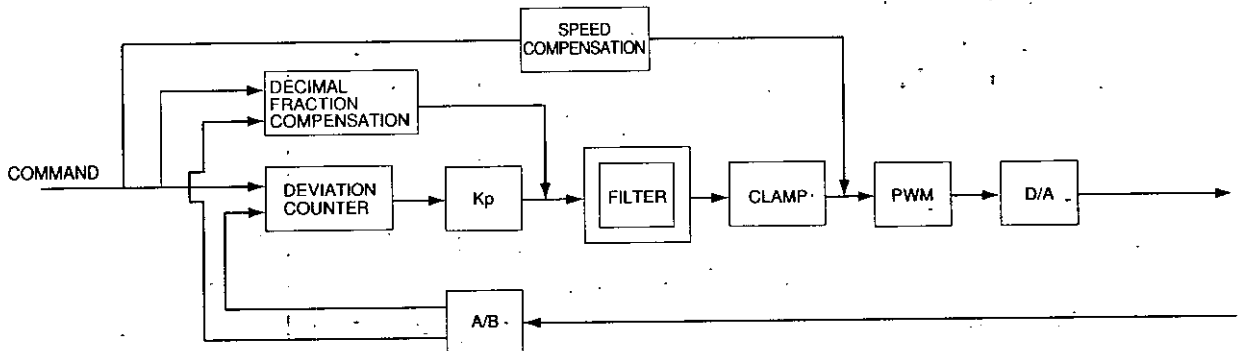 SPEED
COMPENSATION
DECIMAL
FRACTION
COMPENSATION
COMMAND
DEVIATION
COUNTER
Kp
FILTER
CLAMP
PWM
D/A
A/B